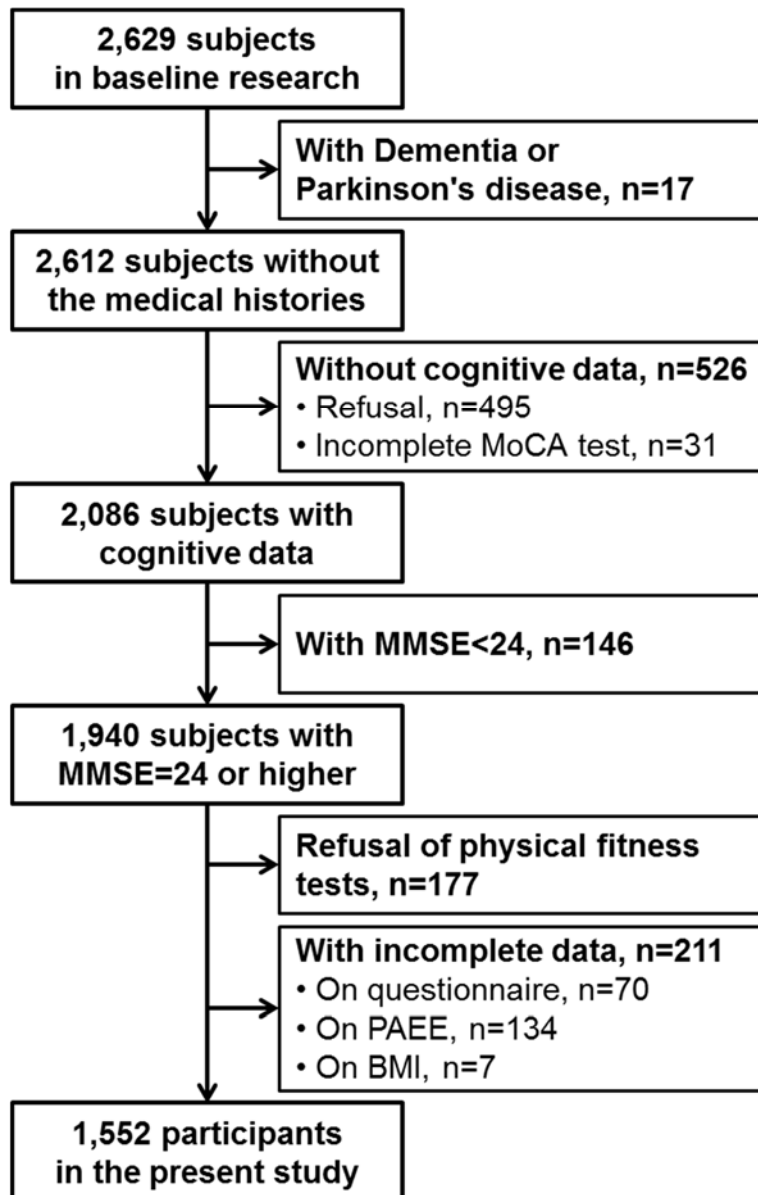 2,629 subjects
in baseline research
With Dementia or
Parkinson's disease, n=17
2,612 subjects without
the medical histories
Without cognitive data, n=526
• Refusal, n=495
• Incomplete MoCA test, n=31
2,086 subjects with
cognitive data
With MMSE<24, n=146
1,940 subjects with
MMSE=24 or higher
Refusal of physical fitness
tests, n=177
With incomplete data, n=211
• On questionnaire, n=70
• On PAEE, n=134
• On BMI, n=7
1,552 participants
in the present study